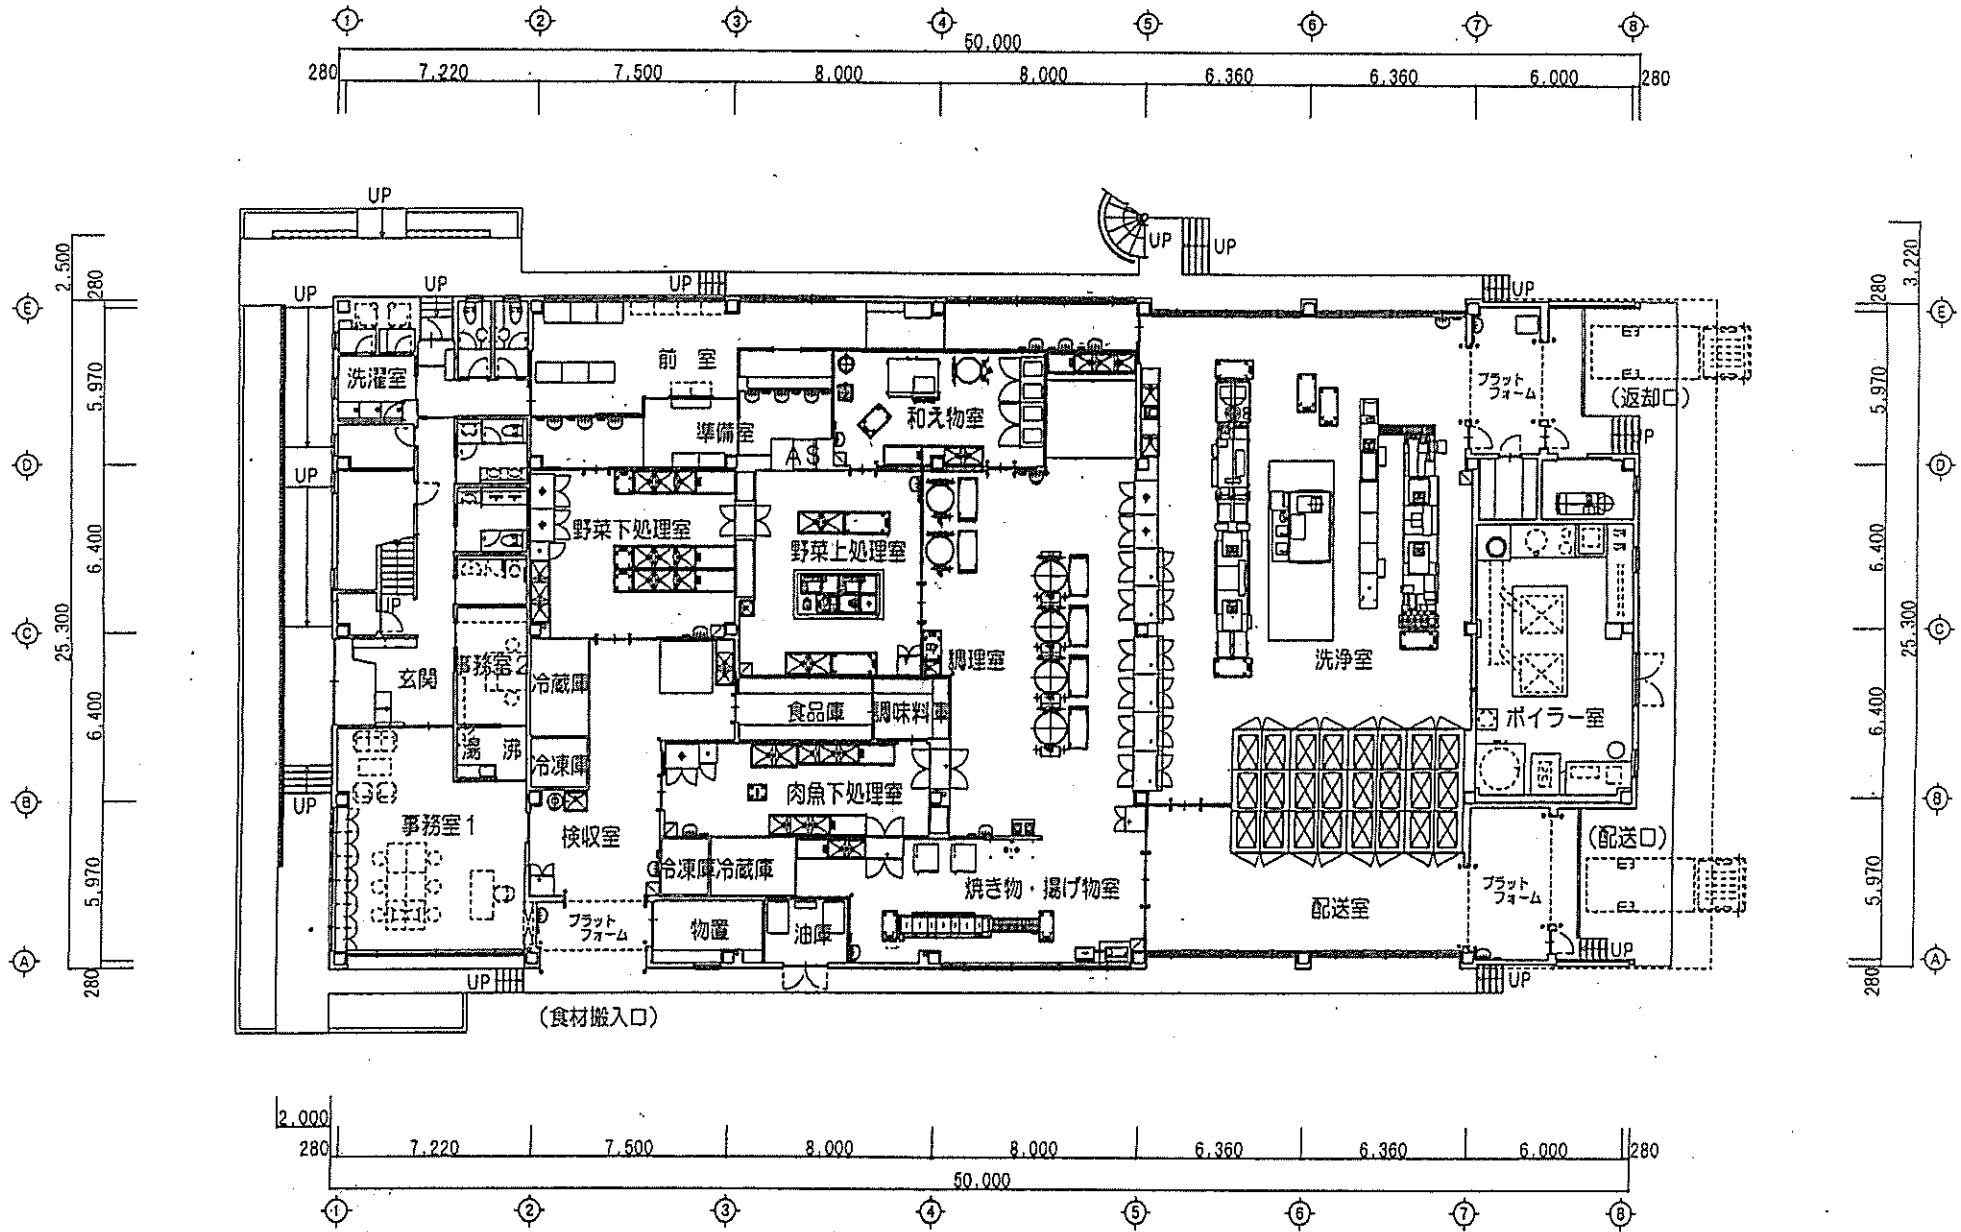 1 2 3 4 5 6 7 8
50,000
280 7,220 7,500 8,000 8,000 6,360 6,360 6,000 280
UP
UP
UP
2,500
280
3,220
280
UP
UP
UP
UP
E
E
前室
洗濯室
プラット
フォーム
(返却口)
5,970
5,970
和え物室
準備室
P
AS
D
D
UP
野菜下処理室
野菜上処理室
6,400
6,400
UP
C
C
25,300
25,300
調理室
洗浄室
玄関
事務室2
冷蔵庫
食品庫
調味料庫
ボイラー室
6,400
6,400
湯沸
冷凍庫
肉魚下処理室
B
B
UP
事務室1
検収室
(配送口)
冷凍庫
冷蔵庫
焼き物・揚げ物室
プラット
フォーム
5,970
5,970
配送室
プラット
フォーム
物置
油庫
UP
A
A
280
280
UP
UP
(食材搬入口)
2,000
280 7,220 7,500 8,000 8,000 6,360 6,360 6,000 280
50,000
1 2 3 4 5 6 7 8